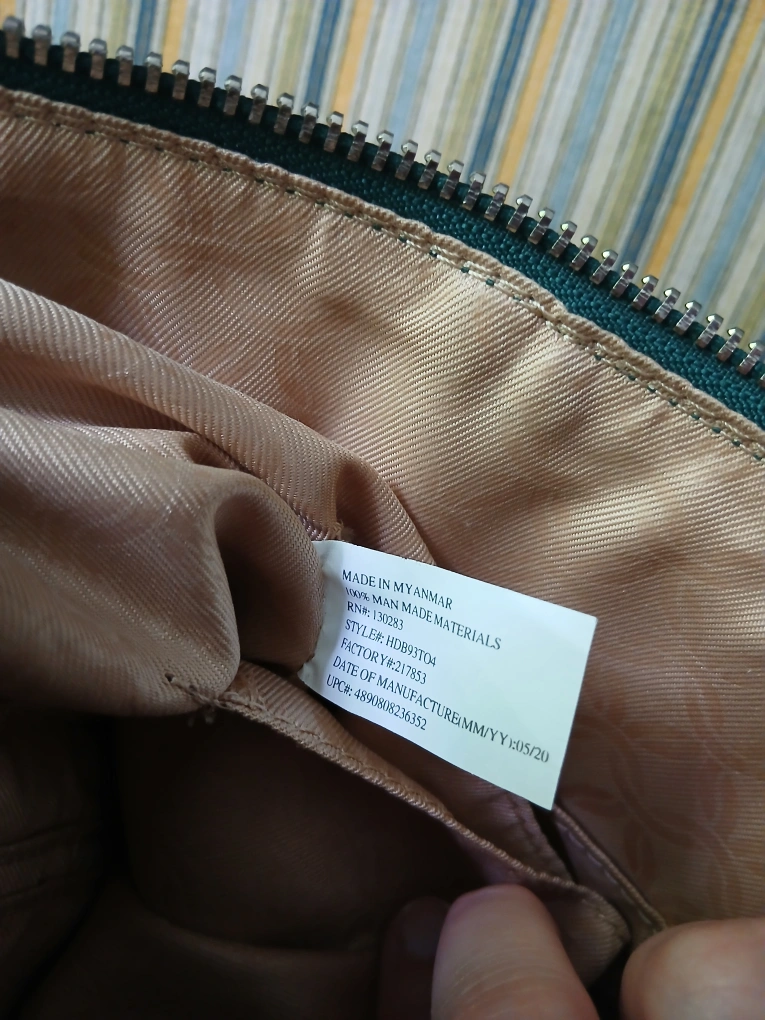 MADE IN MYANMAR
100% MAN MADE MATERIALS
RN#: 130283
STYLE#: HDB93TO4
FACTORY#:217853
DATE OF MANUFACTURE(MM/YY):05/20
UPC#: 4890808236352